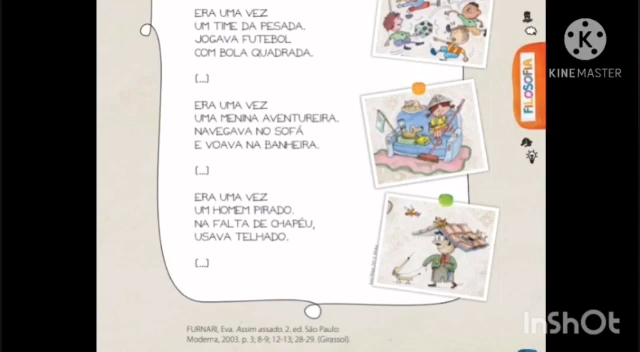 ERA UMA VEZ
UM TIME DA PESADA.
JOGAVA FUTEBOL
COM BOLA QUADRADA.
[...]
ERA UMA VEZ
UMA MENINA AVENTUREIRA.
NAVEGAVA NO SOFÁ
E VOAVA NA BANHEIRA.
[...]
ERA UMA VEZ
UM HOMEM PIRADO.
NA FALTA DE CHAPÉU,
USAVA TELHADO.
[...]
FURNARI, Eva. Assim assado. 2. ed. São Paulo:
Moderna, 2003. p. 3; 8-9; 12-13; 28-29. (Girassol).
FILOSOFIA
KINEMASTER
InShOt